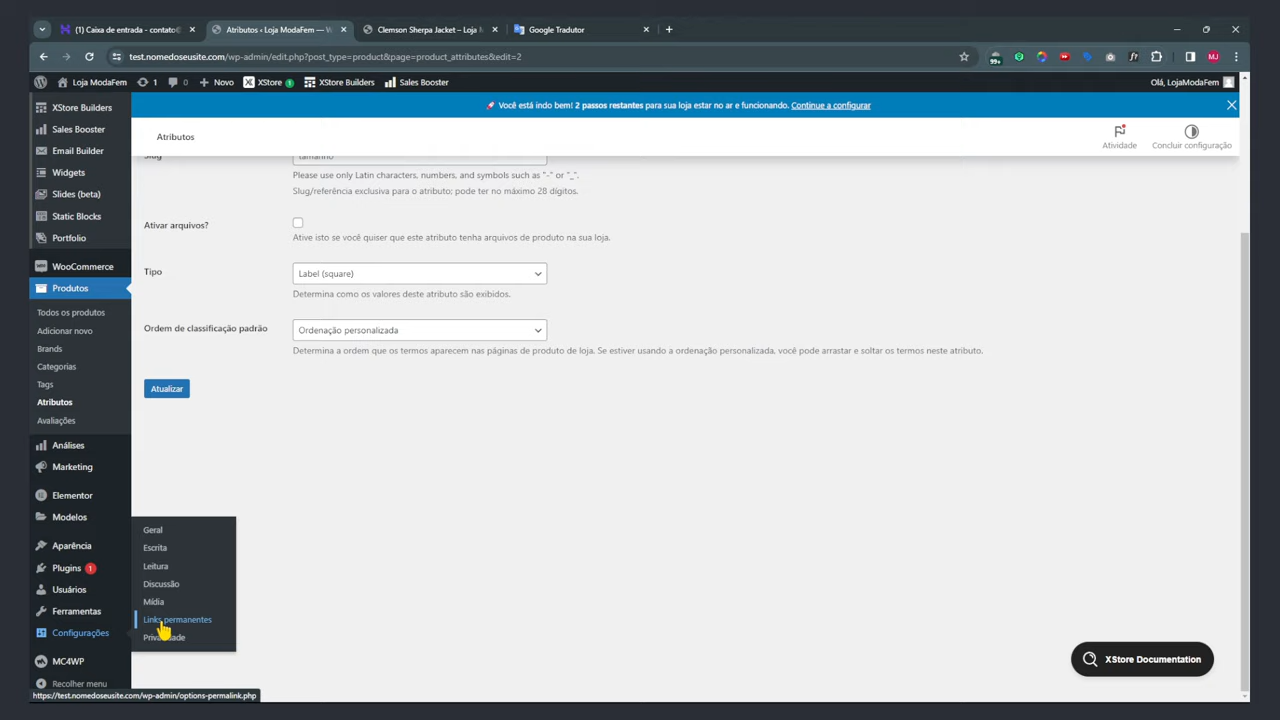 (1) Caixa de entrada - contato@
Atributos ‹ Loja ModaFem
Clemson Sherpa Jacket – Loja M
Google Tradutor
test.nomedoseusite.com/wp-admin/edit.php?post_type=product&page=product_attributes&edit=2
99+
MJ
Loja ModaFem
1
0
Novo
XStore
1
XStore Builders
Sales Booster
Olá, LojaModaFem
XStore Builders
Sales Booster
Email Builder
Widgets
Slides (beta)
Static Blocks
Portfolio
WooCommerce
Produtos
Todos os produtos
Adicionar novo
Brands
Categorias
Tags
Atributos
Avaliações
Análises
Marketing
Elementor
Modelos
Aparência
Plugins 1
Usuários
Ferramentas
Configurações
MC4WP
Recolher menu
🚀 Você está indo bem! 2 passos restantes para sua loja estar no ar e funcionando. Continue a configurar
Atributos
Atividade
Concluir configuração
Slug
tamanho
Please use only Latin characters, numbers, and symbols such as "-" or "_".
Slug/referência exclusiva para o atributo; pode ter no máximo 28 dígitos.
Ativar arquivos?
Ative isto se você quiser que este atributo tenha arquivos de produto na sua loja.
Tipo
Label (square)
Determina como os valores deste atributo são exibidos.
Ordem de classificação padrão
Ordenação personalizada
Determina a ordem que os termos aparecem nas páginas de produto de loja. Se estiver usando a ordenação personalizada, você pode arrastar e soltar os termos neste atributo.
Atualizar
Geral
Escrita
Leitura
Discussão
Mídia
Links permanentes
Privacidade
XStore Documentation
https://test.nomedoseusite.com/wp-admin/options-permalink.php